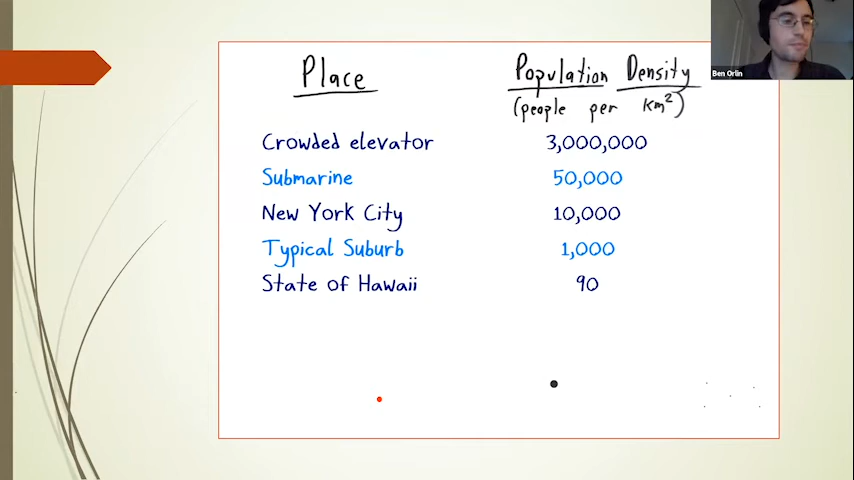 Place Population Density
(people per km²)
Crowded elevator 3,000,000
Submarine 50,000
New York City 10,000
Typical Suburb 1,000
State of Hawaii 90
Ben Orlin